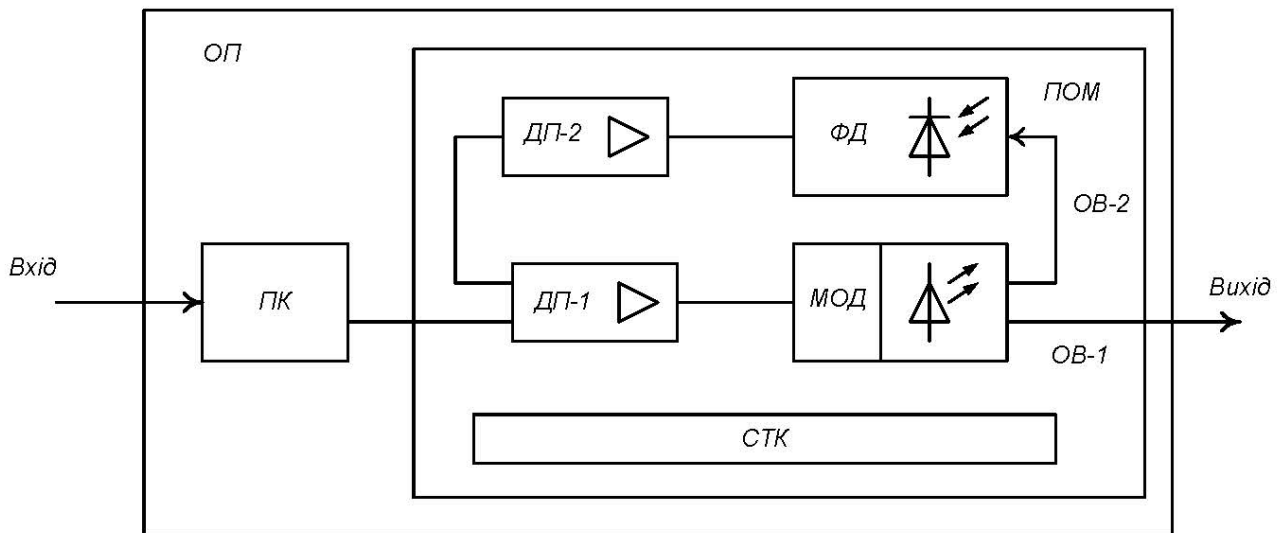 ОП
ПОМ
ДП-2
ФД
ОВ-2
Вхід
ПК
ДП-1
МОД
Вихід
ОВ-1
СТК